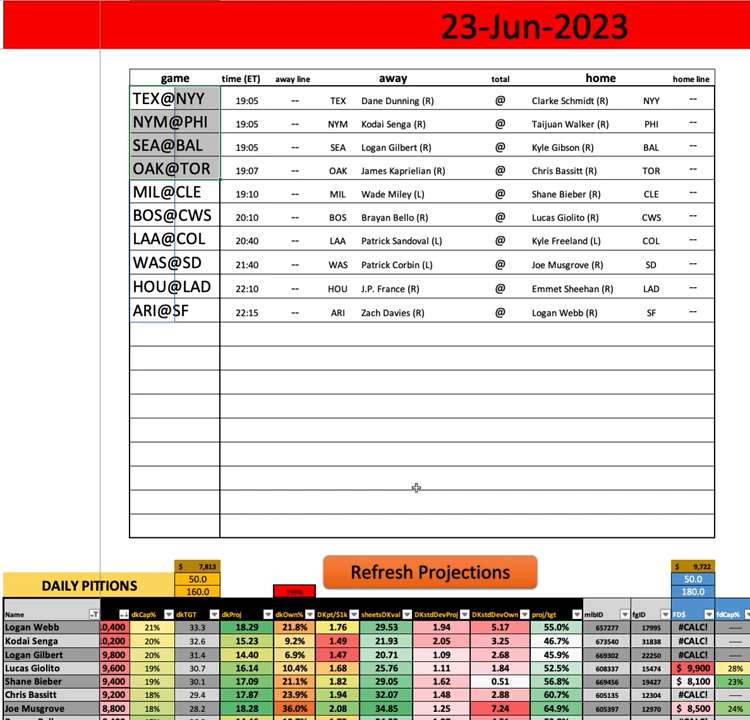 23-Jun-2023
game time (ET) away line away total home home line
TEX@NYY 19:05 -- TEX Dane Dunning (R) @ Clarke Schmidt (R) NYY --
NYM@PHI 19:05 -- NYM Kodai Senga (R) @ Taijuan Walker (R) PHI --
SEA@BAL 19:05 -- SEA Logan Gilbert (R) @ Kyle Gibson (R) BAL --
OAK@TOR 19:07 -- OAK James Kaprielian (R) @ Chris Bassitt (R) TOR --
MIL@CLE 19:10 -- MIL Wade Miley (L) @ Shane Bieber (R) CLE --
BOS@CWS 20:10 -- BOS Brayan Bello (R) @ Lucas Giolito (R) CWS --
LAA@COL 20:40 -- LAA Patrick Sandoval (L) @ Kyle Freeland (L) COL --
WAS@SD 21:40 -- WAS Patrick Corbin (L) @ Joe Musgrove (R) SD --
HOU@LAD 22:10 -- HOU J.P. France (R) @ Emmet Sheehan (R) LAD --
ARI@SF 22:15 -- ARI Zach Davies (R) @ Logan Webb (R) SF --
$ 7,813 $ 9,722
DAILY PITIONS 50.0 Refresh Projections 50.0
160.0 180.0
Name dkCap% dkTGT dkProj dkOwn% DKpt/$1k sheetsDKval DKstdDevProj DKstdDevOwn proj/tgt mlbID fgID FD$ fdCap%
Logan Webb 10,400 21% 33.3 18.29 21.8% 1.76 29.53 1.94 5.17 55.0% 657277 17995 #CALC! -----
Kodai Senga 10,200 20% 32.6 15.23 9.2% 1.49 21.93 2.05 3.25 46.7% 673540 31838 #CALC! -----
Logan Gilbert 9,800 20% 31.4 14.40 6.9% 1.47 20.71 1.09 2.68 45.9% 669302 22250 #CALC! -----
Lucas Giolito 9,600 19% 30.7 16.14 10.4% 1.68 25.76 1.11 1.84 52.5% 608337 15474 $ 9,900 28%
Shane Bieber 9,400 19% 30.1 17.09 21.1% 1.82 29.05 1.62 0.51 56.8% 669456 19427 $ 8,100 23%
Chris Bassitt 9,200 18% 29.4 17.87 23.9% 1.94 32.07 1.48 2.88 60.7% 605135 12304 #CALC! -----
Joe Musgrove 8,800 18% 28.2 18.28 36.0% 2.08 34.85 1.25 7.24 64.9% 605397 12970 $ 8,500 24%